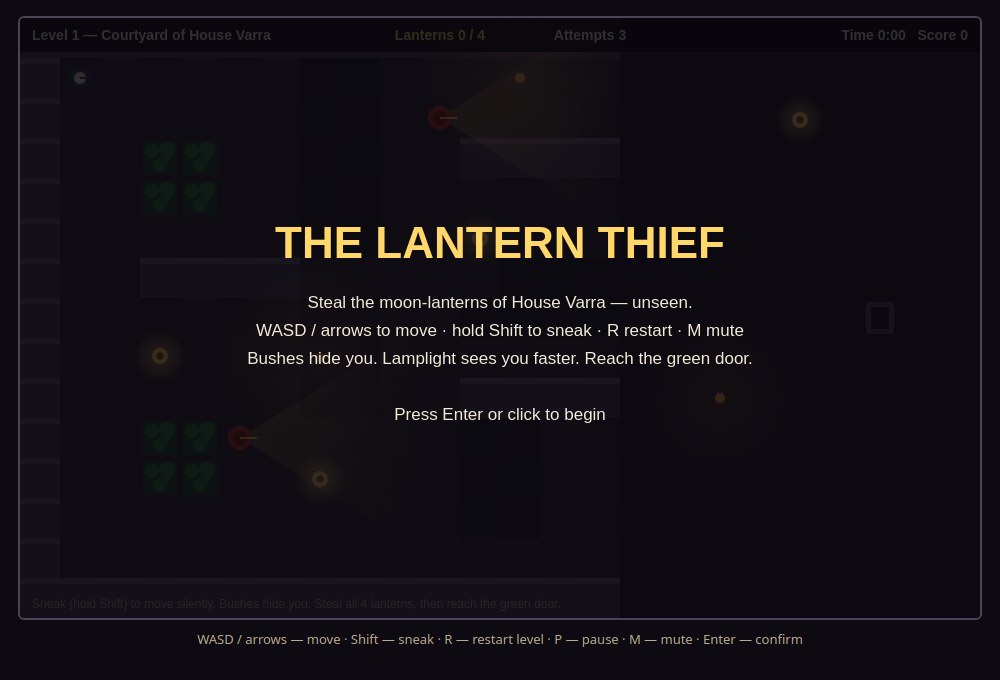 Level 1 — Courtyard of House Varra Lanterns 0 / 4 Attempts 3 Time 0:00 Score 0
THE LANTERN THIEF
Steal the moon-lanterns of House Varra — unseen.
WASD / arrows to move · hold Shift to sneak · R restart · M mute
Bushes hide you. Lamplight sees you faster. Reach the green door.
Press Enter or click to begin
Sneak (hold Shift) to move silently. Bushes hide you. Steal all 4 lanterns, then reach the green door.
WASD / arrows — move · Shift — sneak · R — restart level · P — pause · M — mute · Enter — confirm